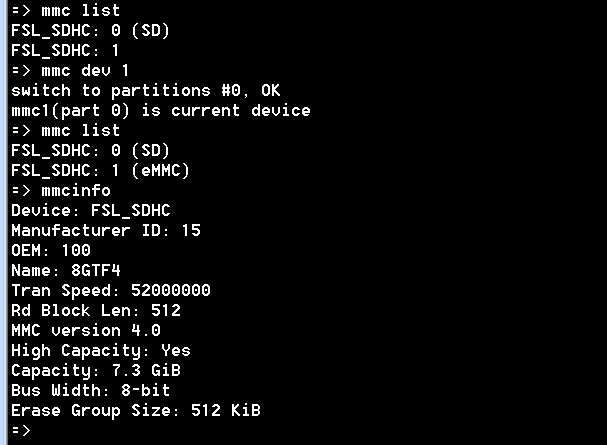 => mmc list
FSL_SDHC: 0 (SD)
FSL_SDHC: 1
=> mmc dev 1
switch to partitions #0, OK
mmc1(part 0) is current device
=> mmc list
FSL_SDHC: 0 (SD)
FSL_SDHC: 1 (eMMC)
=> mmcinfo
Device: FSL_SDHC
Manufacturer ID: 15
OEM: 100
Name: 8GTF4
Tran Speed: 52000000
Rd Block Len: 512
MMC version 4.0
High Capacity: Yes
Capacity: 7.3 GiB
Bus Width: 8-bit
Erase Group Size: 512 KiB
=>